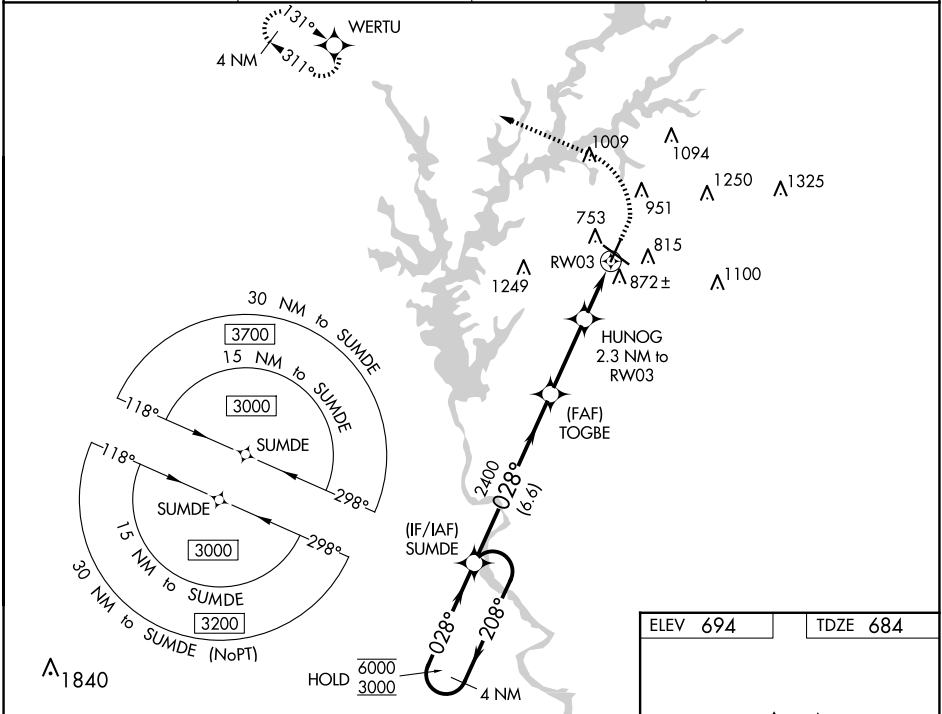 131°
WERTU
4 NM
311°
1009
1094
1250
1325
951
753
815
RW03
872±
1100
1249
HUNOG
2.3 NM to
RW03
30 NM to SUMDE
3700
15 NM to SUMDE
3000
118°
SUMDE
298°
(FAF)
TOGBE
2400
028°
(6.6)
118°
SUMDE
298°
3000
15 NM to SUMDE
3200
30 NM to SUMDE (NoPT)
(IF/IAF)
SUMDE
028°
208°
HOLD
6000
3000
4 NM
1840
ELEV 694
TDZE 684